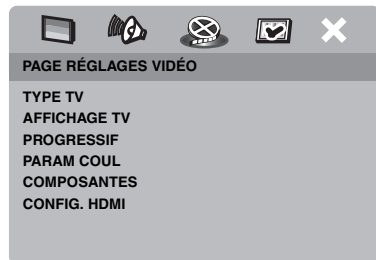 PAGE RÉGLAGES VIDÉO
TYPE TV
AFFICHAGE TV
PROGRESSIF
PARAM COUL
COMPOSANTES
CONFIG. HDMI